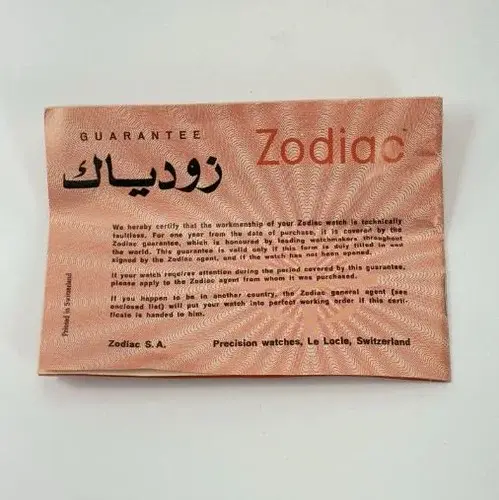 GUARANTEE
Zodiac
زودياك
We hereby certify that the workmanship of your Zodiac watch is technically
faultless. For one year from the date of purchase, it is covered by the
Zodiac guarantee, which is honoured by leading watchmakers throughout
the world. This guarantee is valid only if this form is duly filled in and
signed by the Zodiac agent, and if the watch has not been opened.
If your watch requires attention during the period covered by this guarantee,
please apply to the Zodiac agent from whom it was purchased.
If you happen to be in another country, the Zodiac general agent (see
enclosed list) will put your watch into perfect working order if this certi-
ficate is handed to him.
Zodiac S.A.
Precision watches, Le Locle, Switzerland
Printed in Switzerland